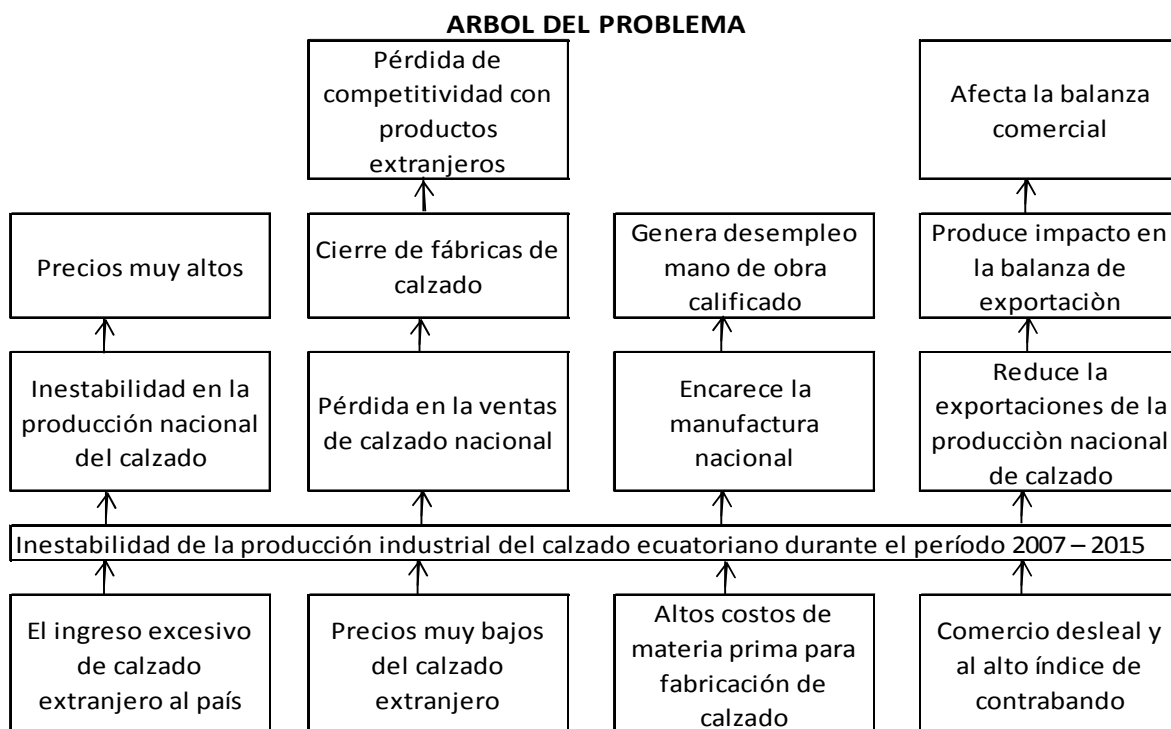 ARBOL DEL PROBLEMA
Pérdida de
competitividad con
productos
extranjeros
Afecta la balanza
comercial
Precios muy altos
Cierre de fábricas de
calzado
Genera desempleo
mano de obra
calificado
Produce impacto en
la balanza de
exportaciòn
Inestabilidad en la
producción nacional
del calzado
Pérdida en la ventas
de calzado nacional
Encarece la
manufactura
nacional
Reduce la
exportaciones de la
producciòn nacional
de calzado
Inestabilidad de la producción industrial del calzado ecuatoriano durante el período 2007 – 2015
El ingreso excesivo
de calzado
extranjero al país
Precios muy bajos
del calzado
extranjero
Altos costos de
materia prima para
fabricación de
calzado
Comercio desleal y
al alto índice de
contrabando